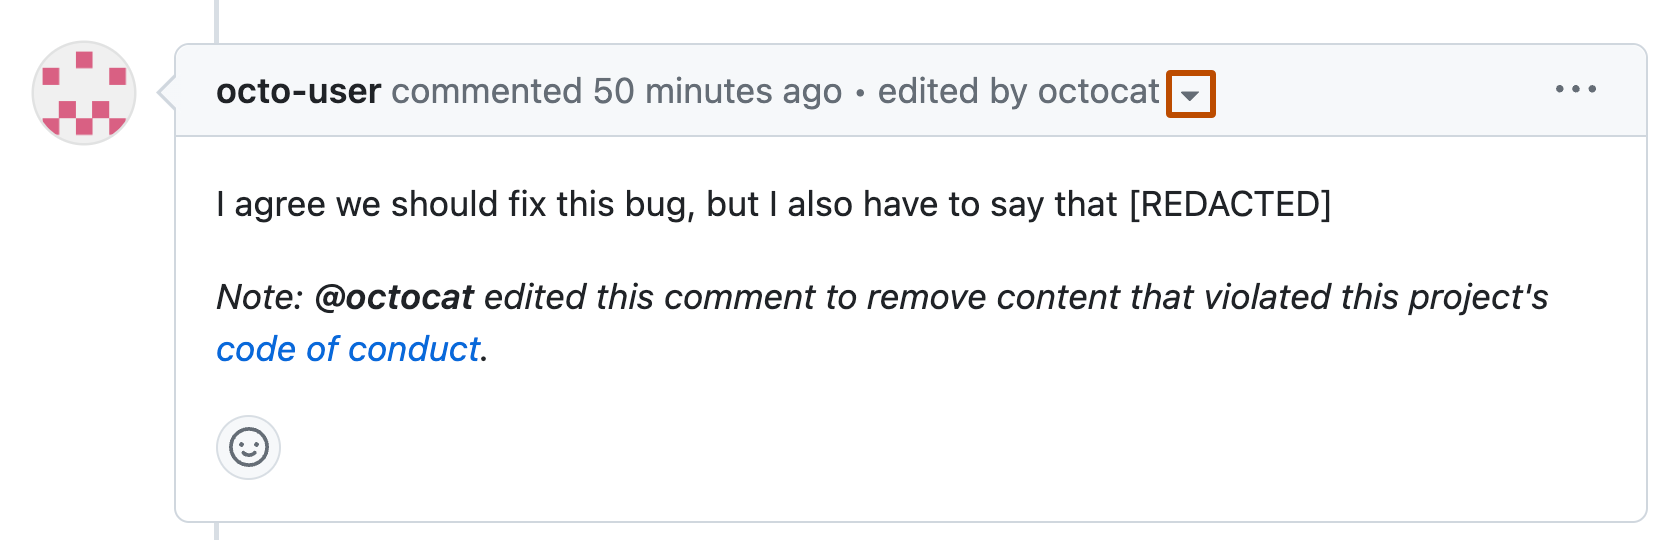 octo-user commented 50 minutes ago • edited by octocat
I agree we should fix this bug, but I also have to say that [REDACTED]
Note: @octocat edited this comment to remove content that violated this project's
code of conduct.